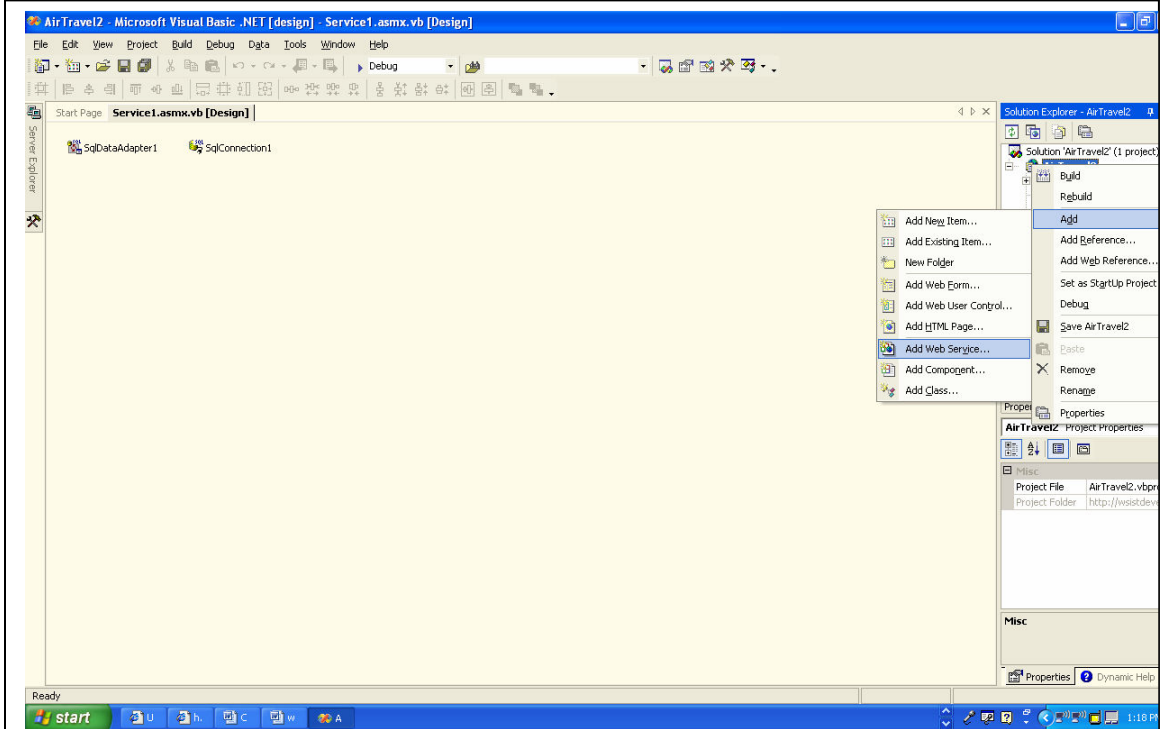 AirTravel2 - Microsoft Visual Basic .NET [design] - Service1.asmx.vb [Design]
File Edit View Project Build Debug Data Tools Window Help
Debug
Start Page Service1.asmx.vb [Design]
Server Explorer
SqlDataAdapter1 SqlConnection1
Solution Explorer - AirTravel2
Solution 'AirTravel2' (1 project)
Build
Rebuild
Add
Add Reference...
Add Web Reference...
Set as StartUp Project
Debug
Save AirTravel2
Paste
Remove
Rename
Properties
Add New Item...
Add Existing Item...
New Folder
Add Web Form...
Add Web User Control...
Add HTML Page...
Add Web Service...
Add Component...
Add Class...
AirTravel2 Project Properties
Misc
Project File AirTravel2.vbpr
Project Folder http://wsistdev
Misc
Properties Dynamic Help
Ready
start U h. C w A 1:18 PM